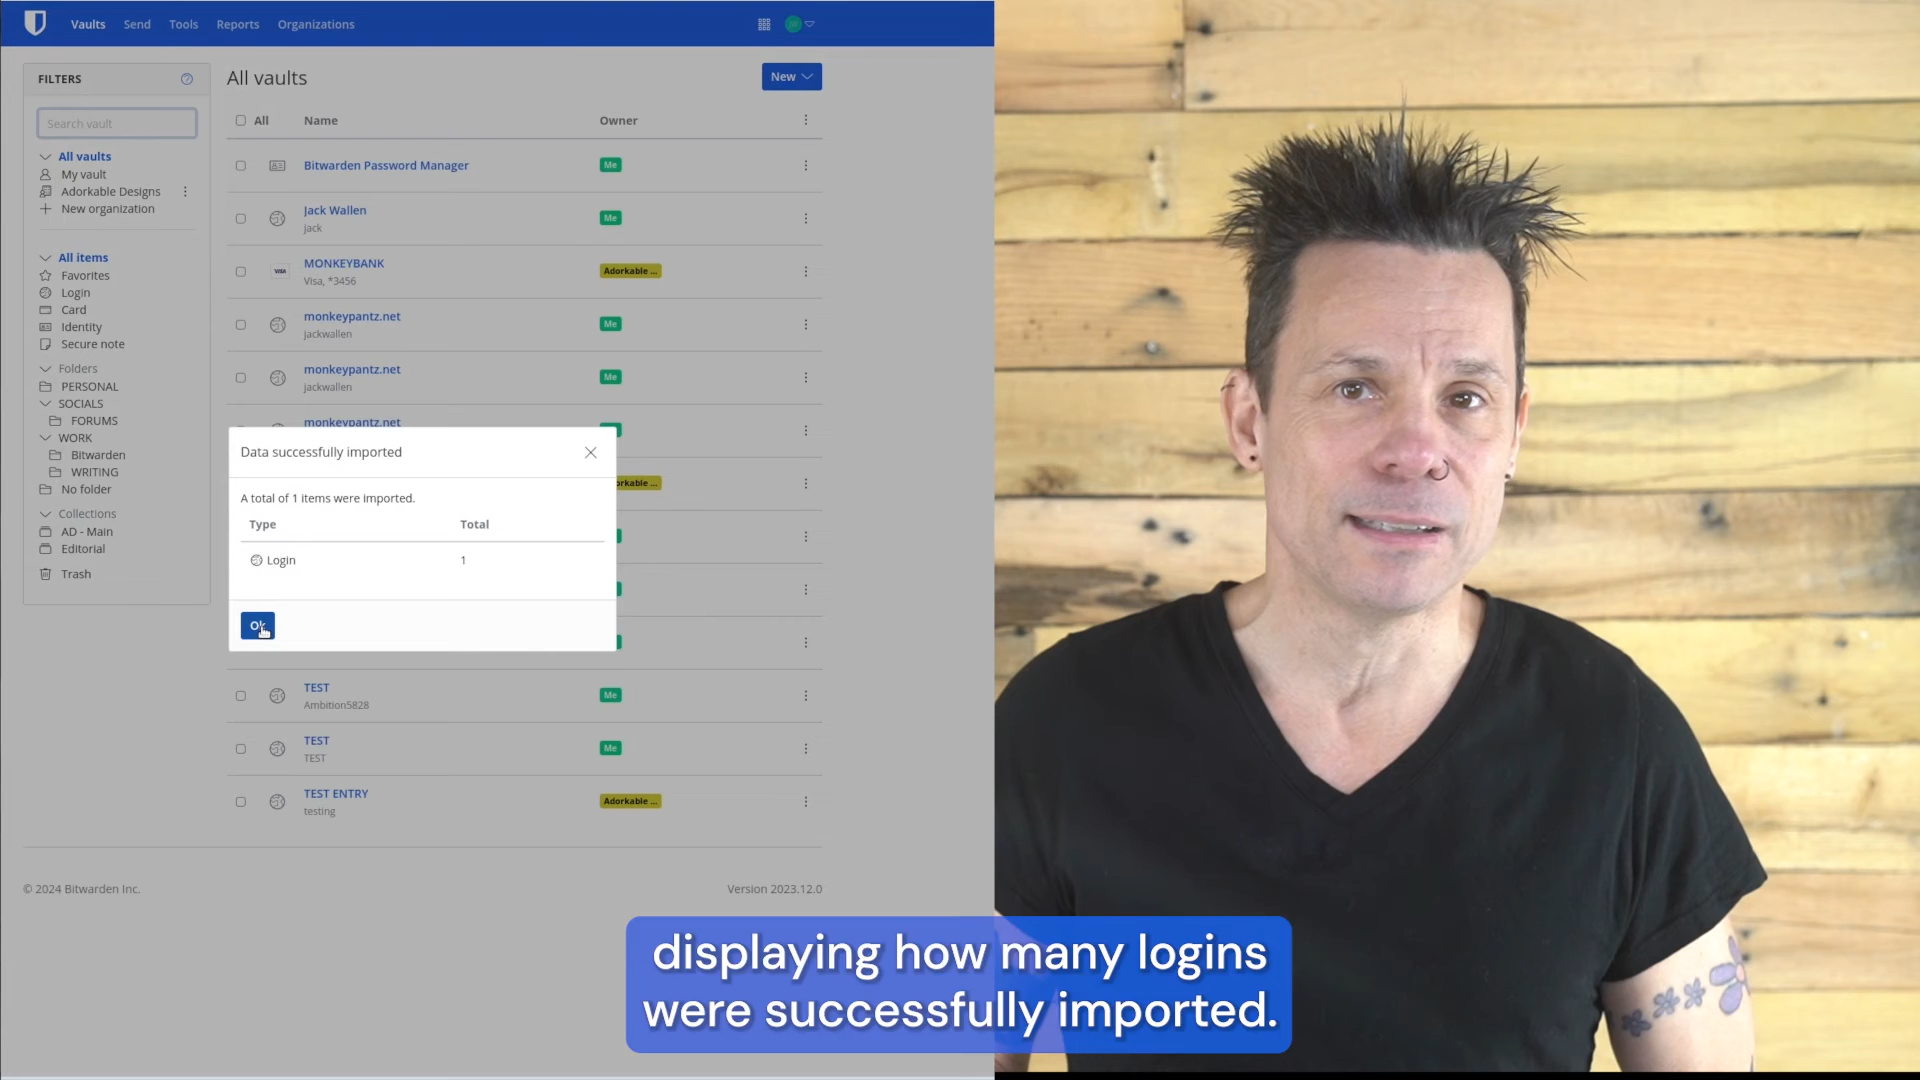 Vaults Send Tools Reports Organizations
FILTERS
Search vault
All vaults
My vault
Adorkable Designs
New organization
All items
Favorites
Login
Card
Identity
Secure note
Folders
PERSONAL
SOCIALS
FORUMS
WORK
Bitwarden
WRITING
No folder
Collections
AD - Main
Editorial
Trash
All vaults
New
All Name Owner
Bitwarden Password Manager Me
Jack Wallen Me
jack
VISA MONKEYBANK Adorkable ...
Visa, *3456
monkeypantz.net Me
jackwallen
monkeypantz.net Me
jackwallen
monkeypantz.net
Data successfully imported
A total of 1 items were imported.
Type Total
Login 1
Ok
TEST Me
Ambition5828
TEST Me
TEST
TEST ENTRY Adorkable ...
testing
© 2024 Bitwarden Inc. Version 2023.12.0
displaying how many logins
were successfully imported.